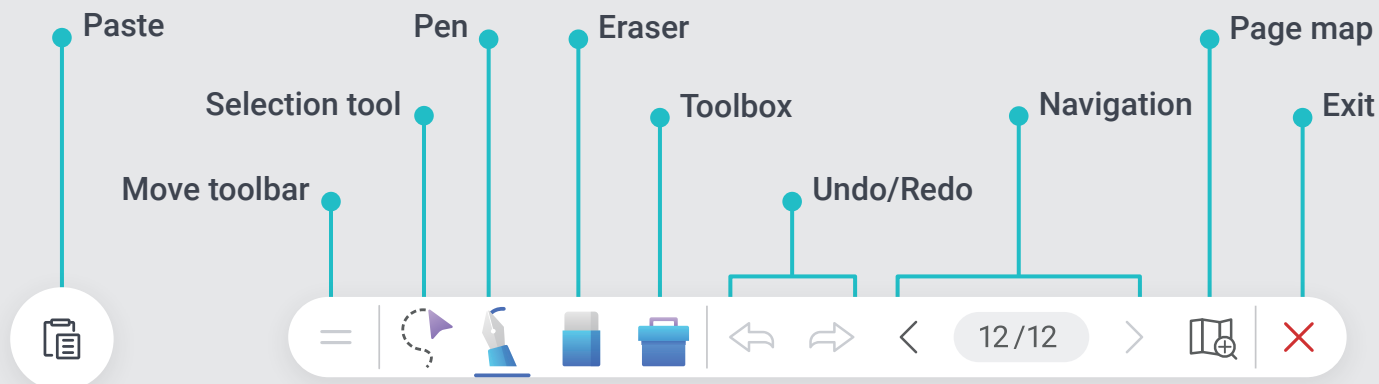 Paste
Pen
Eraser
Page map
Selection tool
Toolbox
Navigation
Exit
Move toolbar
Undo/Redo
12/12